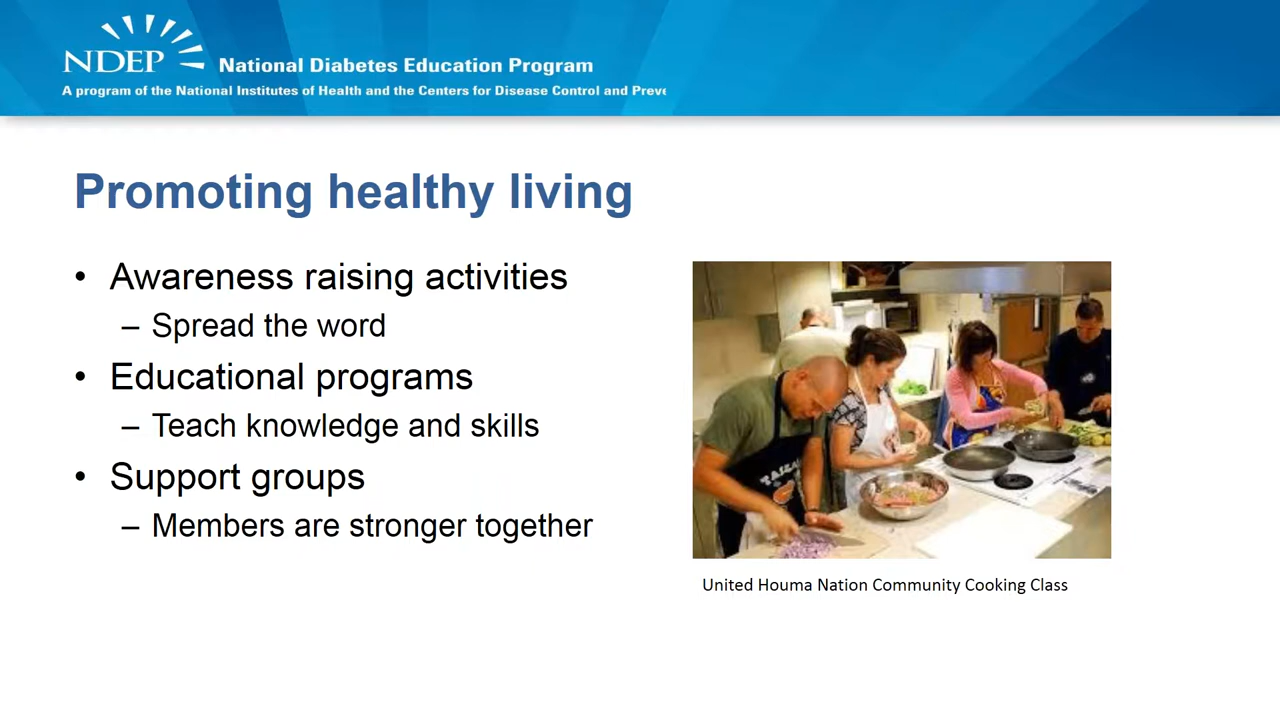 NDEP
National Diabetes Education Program
A program of the National Institutes of Health and the Centers for Disease Control and Preve
Promoting healthy living
• Awareness raising activities
– Spread the word
• Educational programs
– Teach knowledge and skills
• Support groups
– Members are stronger together
United Houma Nation Community Cooking Class